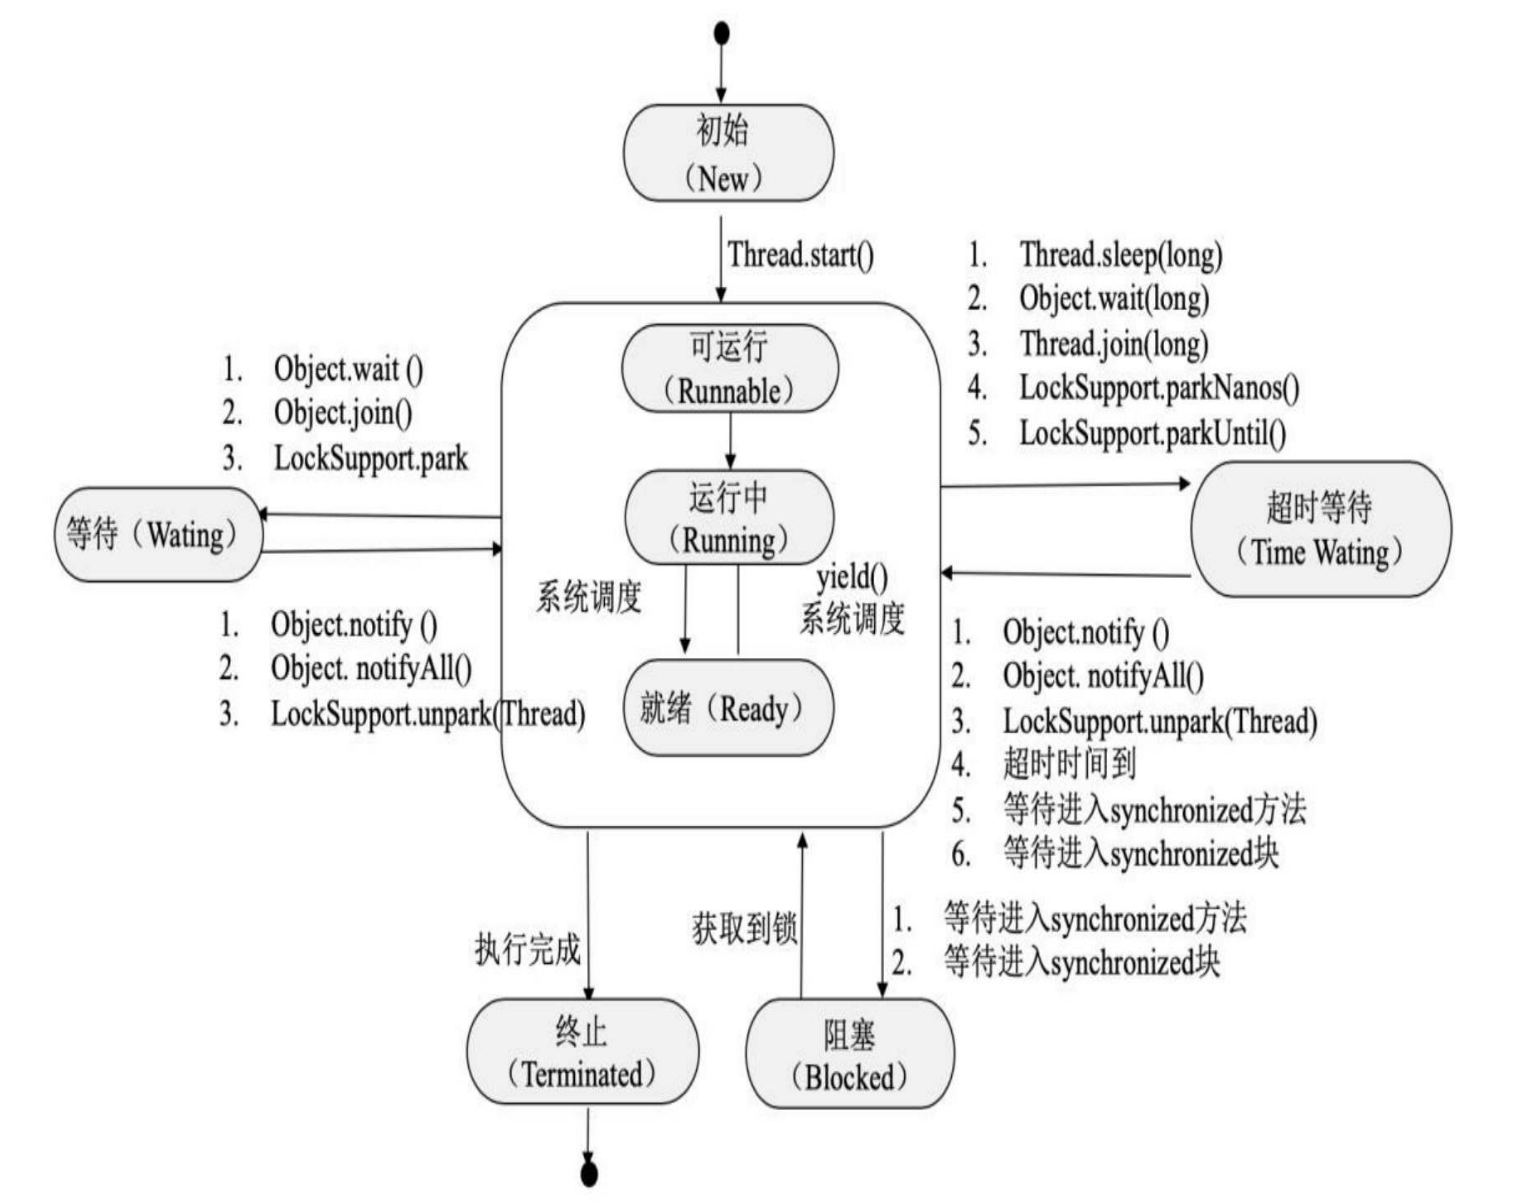 初始
（New）
Thread.start()
1. Thread.sleep(long)
2. Object.wait(long)
3. Thread.join(long)
4. LockSupport.parkNanos()
5. LockSupport.parkUntil()
可运行
（Runnable）
1. Object.wait ()
2. Object.join()
3. LockSupport.park
等待（Wating）
运行中
（Running）
超时等待
（Time Wating）
系统调度
yield()
系统调度
1. Object.notify ()
2. Object. notifyAll()
3. LockSupport.unpark(Thread)
就绪（Ready）
1. Object.notify ()
2. Object. notifyAll()
3. LockSupport.unpark(Thread)
4. 超时时间到
5. 等待进入synchronized方法
6. 等待进入synchronized块
执行完成
获取到锁
1. 等待进入synchronized方法
2. 等待进入synchronized块
终止
（Terminated）
阻塞
（Blocked）